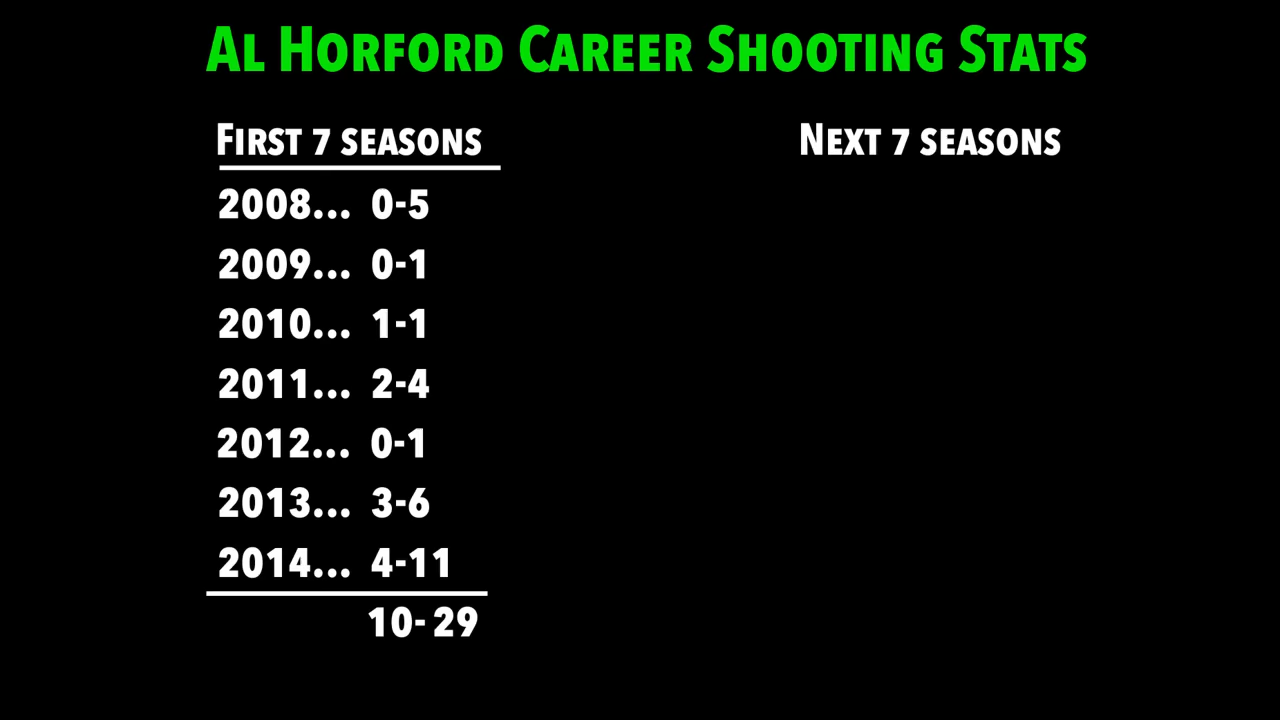 Al Horford Career Shooting Stats
First 7 seasons
2008... 0-5
2009... 0-1
2010... 1-1
2011... 2-4
2012... 0-1
2013... 3-6
2014... 4-11
10- 29
Next 7 seasons